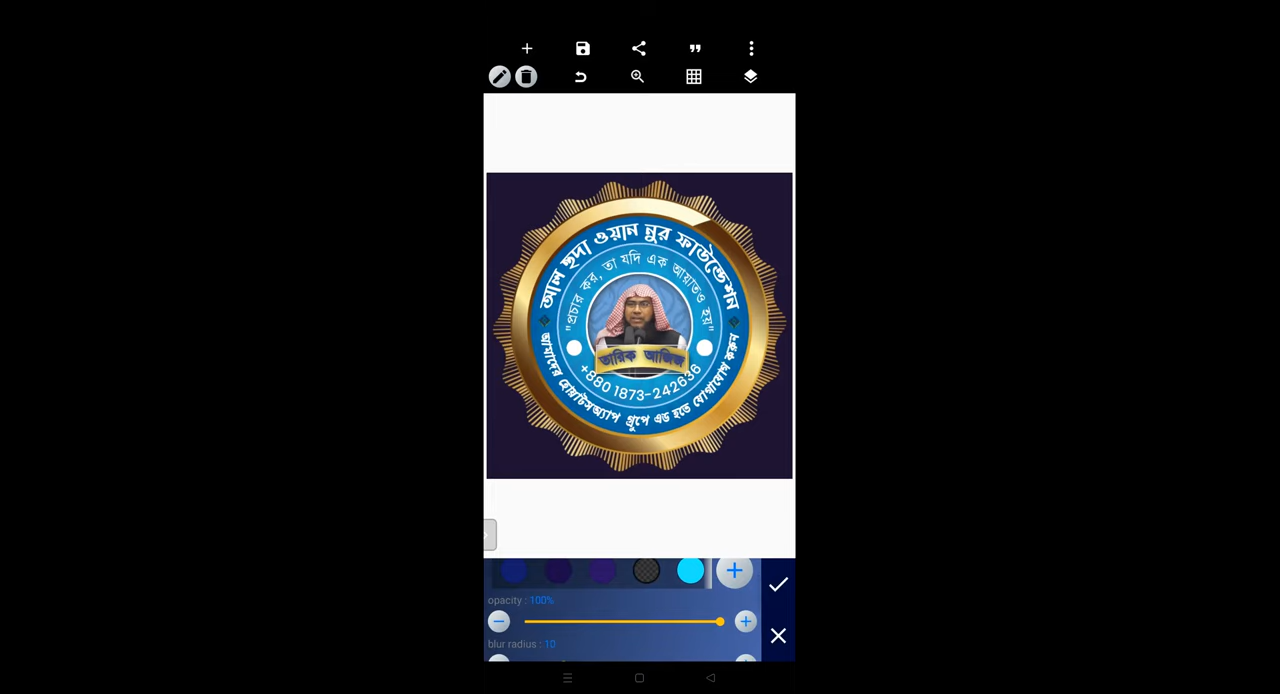 আল হুদা ওয়ান নুর ফাউন্ডেশন
"প্রচার কর, তা যদি এক আয়াতও হয়"
তারিক আজিজ
+880 1873-242636
আমাদের হোয়াটসঅ্যাপ গ্রুপে এড হতে যোগাযোগ করুন
opacity : 100%
blur radius : 10